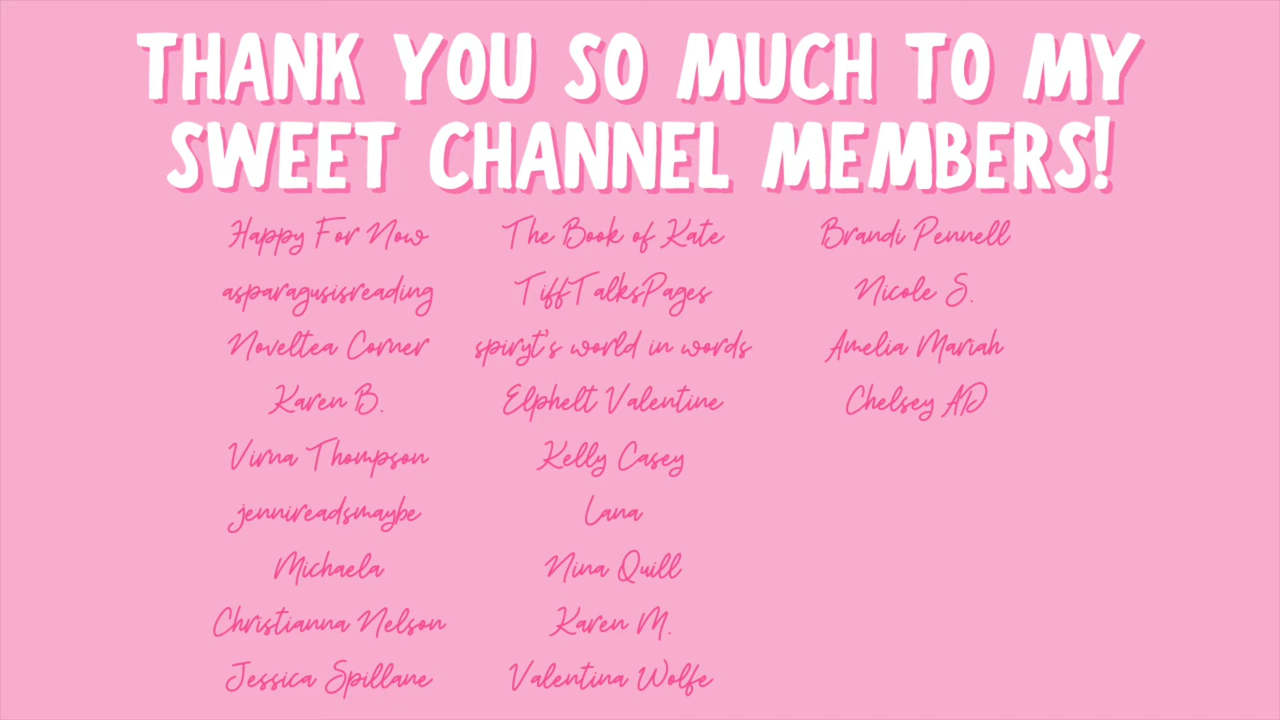 THANK YOU SO MUCH TO MY
SWEET CHANNEL MEMBERS!
Happy For Now
asparagusisreading
Noveltea Corner
Karen B.
Virna Thompson
jennireadsmaybe
Michaela
Christianna Nelson
Jessica Spillane
The Book of Kate
TiffTalksPages
spiryt's world in words
Elphelt Valentine
Kelly Casey
Lana
Nina Quill
Karen M.
Valentina Wolfe
Brandi Pennell
Nicole S.
Amelia Mariah
Chelsey AD